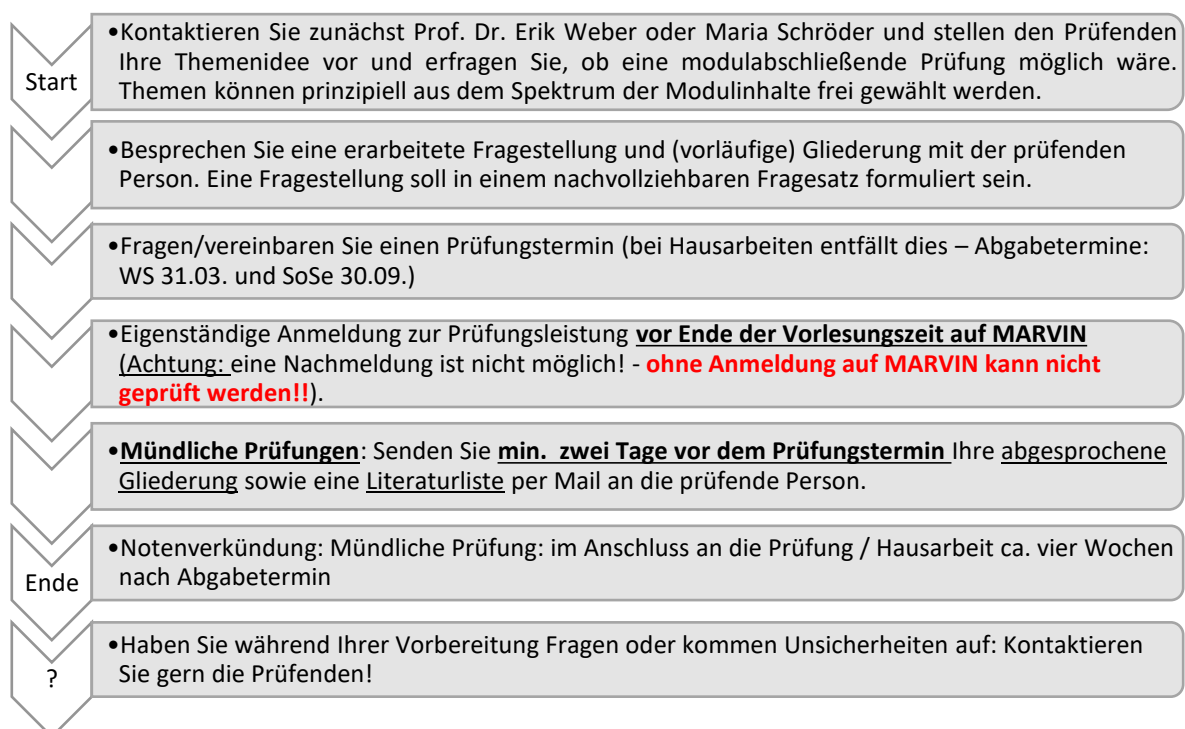 Start
•Kontaktieren Sie zunächst Prof. Dr. Erik Weber oder Maria Schröder und stellen den Prüfenden
Ihre Themenidee vor und erfragen Sie, ob eine modulabschließende Prüfung möglich wäre.
Themen können prinzipiell aus dem Spektrum der Modulinhalte frei gewählt werden.
•Besprechen Sie eine erarbeitete Fragestellung und (vorläufige) Gliederung mit der prüfenden
Person. Eine Fragestellung soll in einem nachvollziehbaren Fragesatz formuliert sein.
•Fragen/vereinbaren Sie einen Prüfungstermin (bei Hausarbeiten entfällt dies – Abgabetermine:
WS 31.03. und SoSe 30.09.)
•Eigenständige Anmeldung zur Prüfungsleistung vor Ende der Vorlesungszeit auf MARVIN
(Achtung: eine Nachmeldung ist nicht möglich! - ohne Anmeldung auf MARVIN kann nicht
geprüft werden!!).
•Mündliche Prüfungen: Senden Sie min. zwei Tage vor dem Prüfungstermin Ihre abgesprochene
Gliederung sowie eine Literaturliste per Mail an die prüfende Person.
Ende
•Notenverkündung: Mündliche Prüfung: im Anschluss an die Prüfung / Hausarbeit ca. vier Wochen
nach Abgabetermin
?
•Haben Sie während Ihrer Vorbereitung Fragen oder kommen Unsicherheiten auf: Kontaktieren
Sie gern die Prüfenden!